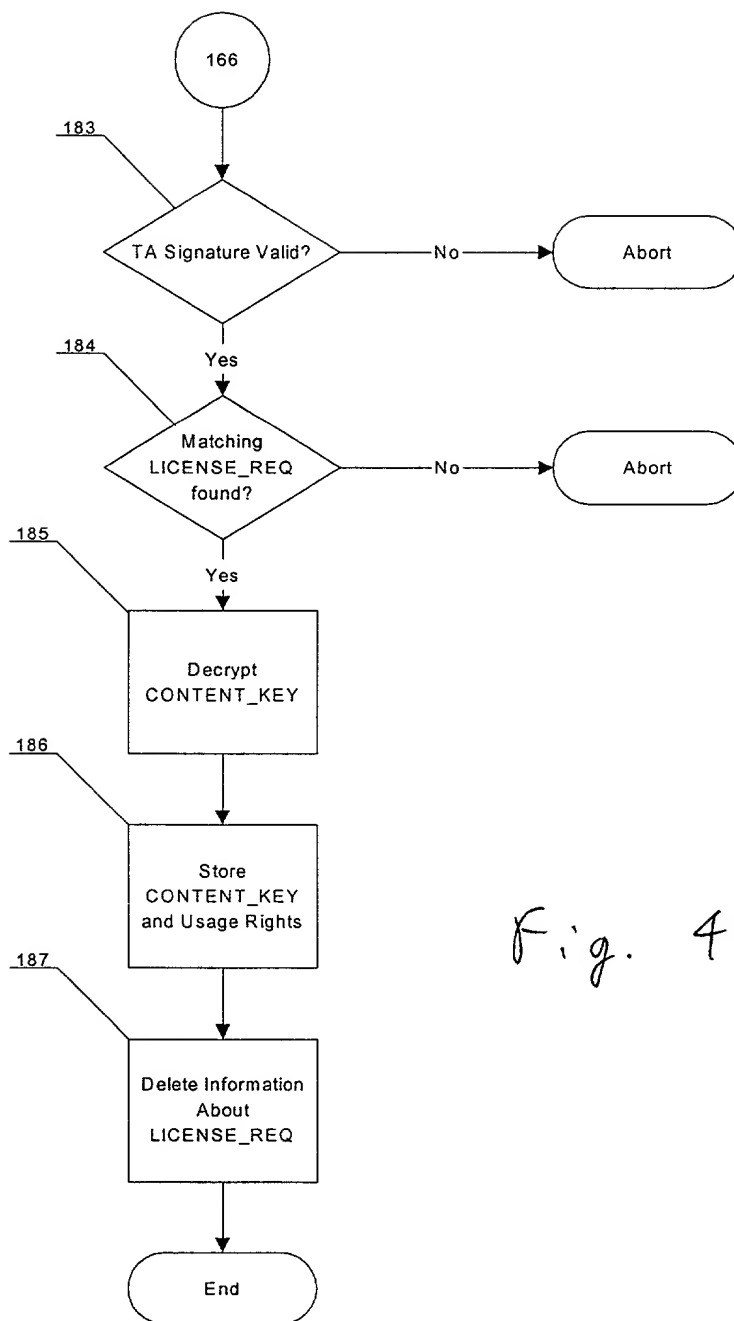 166
183
TA Signature Valid?
No
Abort
Yes
184
Matching
LICENSE_REQ
found?
No
Abort
Yes
185
Decrypt
CONTENT_KEY
186
Store
CONTENT_KEY
and Usage Rights
Fig. 4
187
Delete Information
About
LICENSE_REQ
End